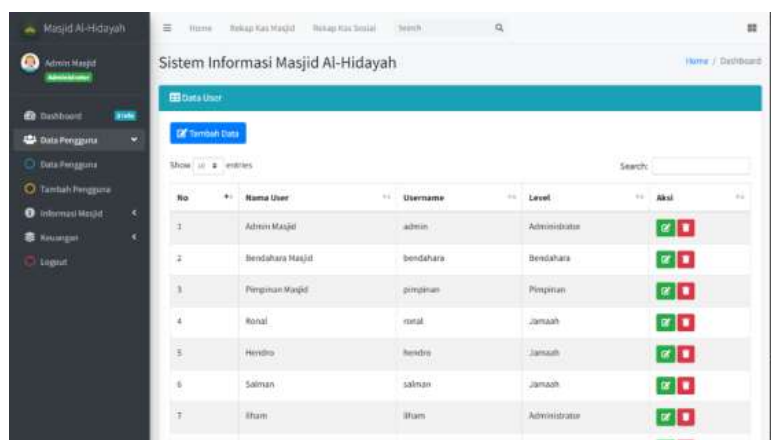 Masjid Al-Hidayah
Home Rekap Kas Masjid Rekap Kas Sosial Search
Admin Masjid
Administrator
Sistem Informasi Masjid Al-Hidayah
Home / Dashboard
Dashboard
Data Pengguna
Data Pengguna
Tambah Pengguna
Informasi Masjid
Keuangan
Logout
Data User
Tambah Data
Show 10 entries
Search:
No Nama User Username Level Aksi
1 Admin Masjid admin Administrator
2 Bendahara Masjid bendahara Bendahara
3 Pimpinan Masjid pimpinan Pimpinan
4 Ronal ronal Jamaah
5 Hendro hendro Jamaah
6 Salman salman Jamaah
7 Ilham ilham Administrator